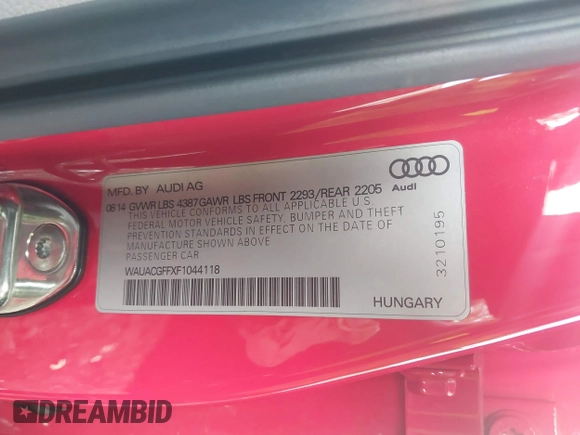 MFD. BY AUDI AG
Audi
06 14 GVWR LBS 4387 GAWR LBS FRONT 2293/REAR 2205
THIS VEHICLE CONFORMS TO ALL APPLICABLE U S
FEDERAL MOTOR VEHICLE SAFETY, BUMPER AND THEFT
PREVENTION STANDARDS IN EFFECT ON THE DATE OF
MANUFACTURE SHOWN ABOVE
PASSENGER CAR
WAUACGFFXF1044118
3210195
HUNGARY
DREAMBID